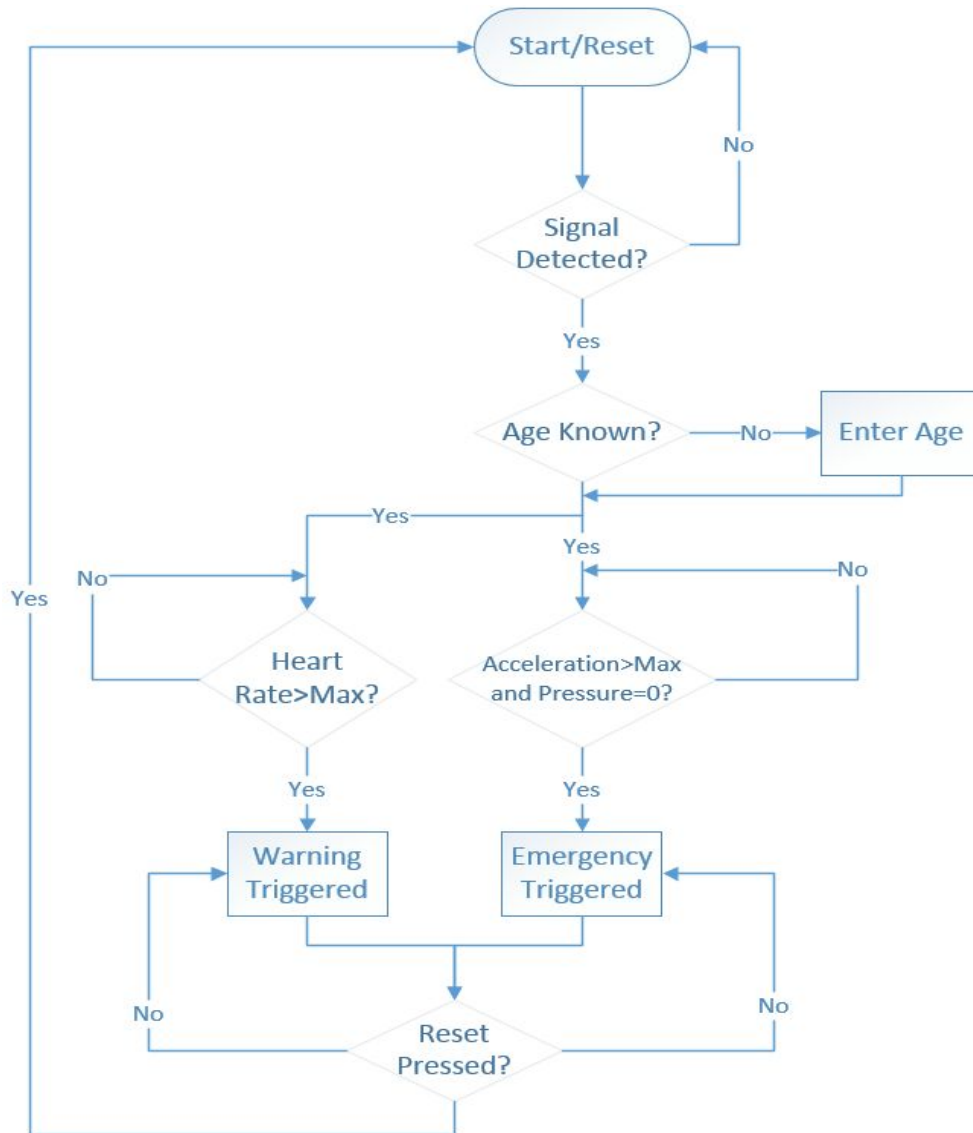 Start/Reset
No
Signal
Detected?
Yes
Age Known?
No
Enter Age
Yes
Yes
No
No
Yes
Heart
Rate>Max?
Acceleration>Max
and Pressure=0?
Yes
Yes
Warning
Triggered
Emergency
Triggered
No
No
Reset
Pressed?